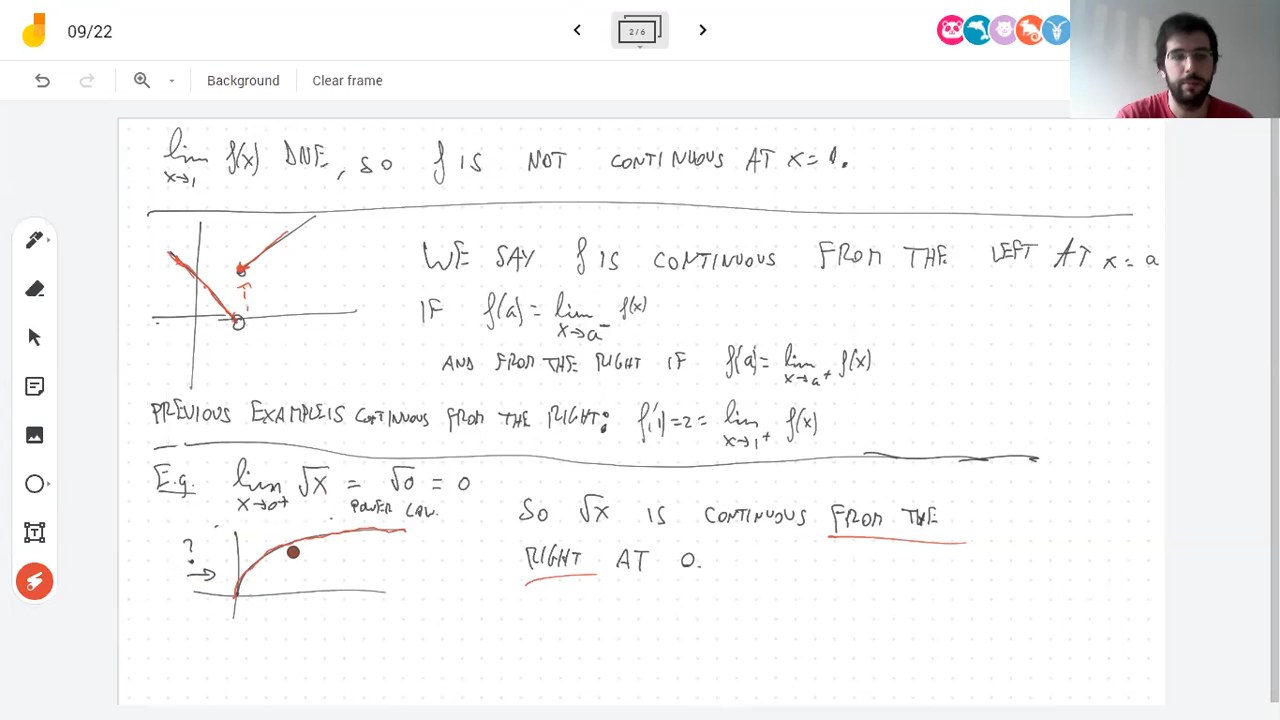 09/22
2 / 6
Background
Clear frame
lim x→1 f(x) DNE, SO f IS NOT CONTINUOUS AT x=1.
WE SAY f IS CONTINUOUS FROM THE LEFT AT x=a
IF f(a) = lim x→a⁻ f(x)
AND FROM THE RIGHT IF f(a) = lim x→a⁺ f(x)
PREVIOUS EXAMPLE IS CONTINUOUS FROM THE RIGHT: f(1)=2= lim x→1⁺ f(x)
E.g. lim x→0⁺ √x = √0 = 0
POWER LAW.
SO √x IS CONTINUOUS FROM THE
RIGHT AT 0.
?